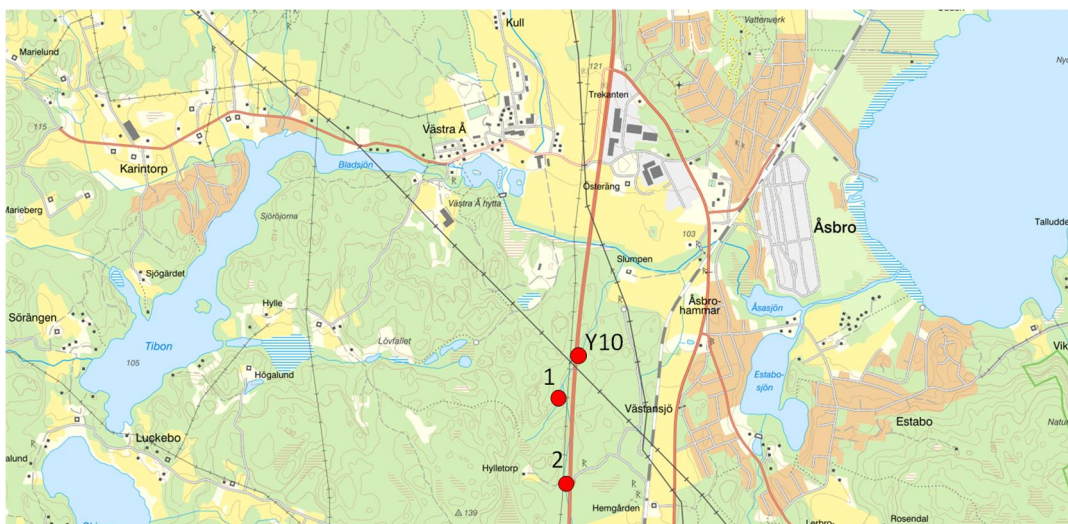 Kull
Vattenverk
Marielund
121
Trekanten
115
Västra Å
Karintorp
Bladsjön
Österäng
Marieberg
Sjöröjorna
Västra Å hytta
Talludde
Åsbro
103
Sjögärdet
Slumpen
Hylle
Åsbro-
hammar
Åsasjön
Sörängen
Tibon
Lövfallet
Y10
Vik
105
Högalund
1
Estabo-
sjön
Västansjö
Estabo
Luckebo
2
Hylletorp
Hemgården
139
Rosendal